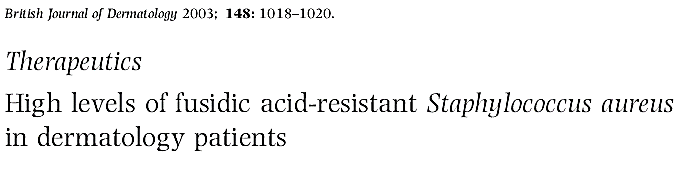 British Journal of Dermatology 2003; 148: 1018–1020.
Therapeutics
High levels of fusidic acid-resistant Staphylococcus aureus
in dermatology patients